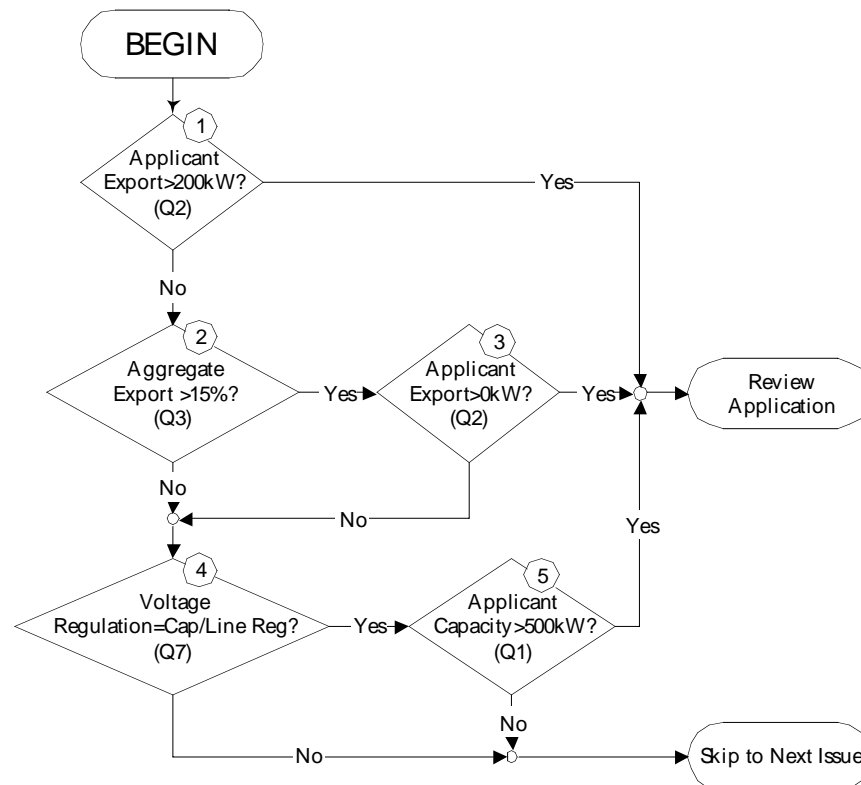 BEGIN
1
Applicant
Export>200kW?
(Q2)
Yes
No
2
Aggregate
Export >15%?
(Q3)
Yes
3
Applicant
Export>0kW?
(Q2)
Yes
Review
Application
No
No
Yes
4
Voltage
Regulation=Cap/Line Reg?
(Q7)
Yes
5
Applicant
Capacity>500kW?
(Q1)
No
No
Skip to Next Issue